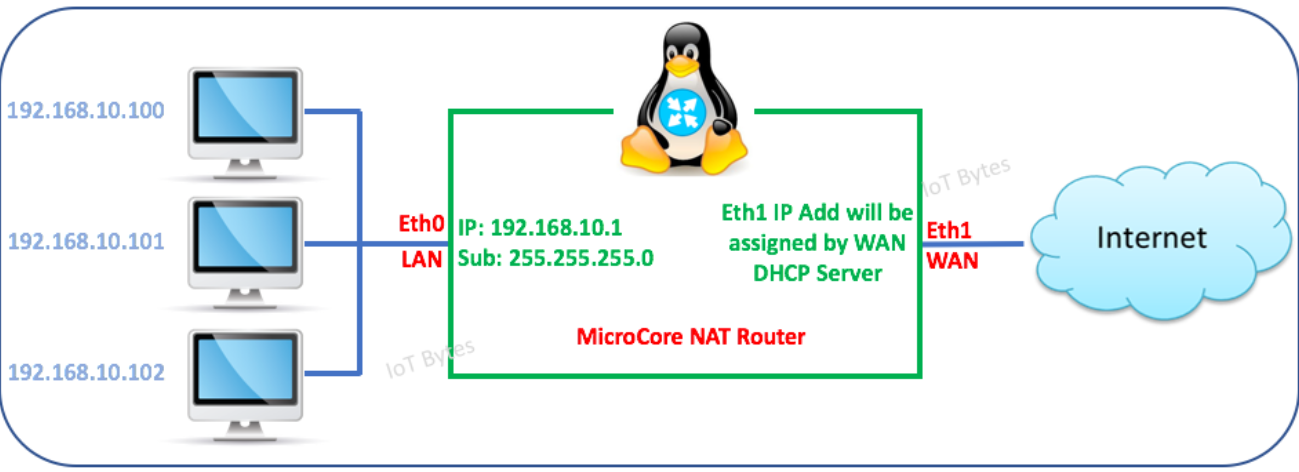 192.168.10.100
192.168.10.101
192.168.10.102
Eth0
LAN
IP: 192.168.10.1
Sub: 255.255.255.0
Eth1 IP Add will be
assigned by WAN
DHCP Server
MicroCore NAT Router
Eth1
WAN
Internet
IoT Bytes
IoT Bytes